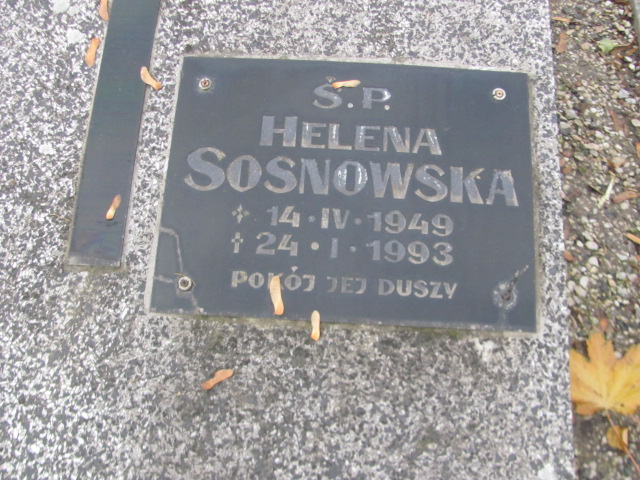 Ś.P.
HELENA
SOSNOWSKA
✢ 14·IV·1949
✝ 24·I·1993
POKÓJ JEJ DUSZY